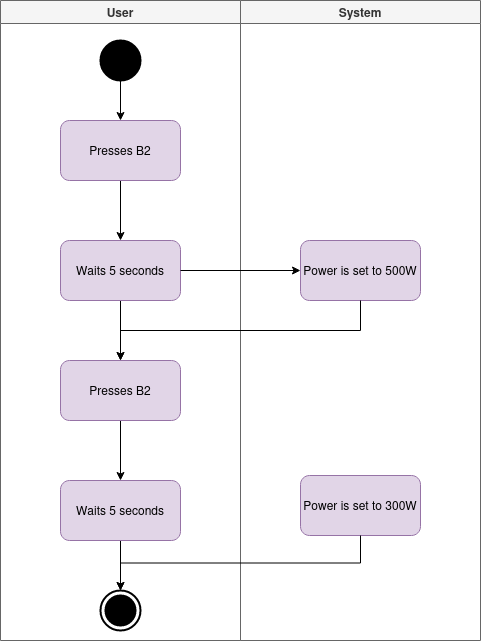 User
System
Presses B2
Waits 5 seconds
Power is set to 500W
Presses B2
Waits 5 seconds
Power is set to 300W